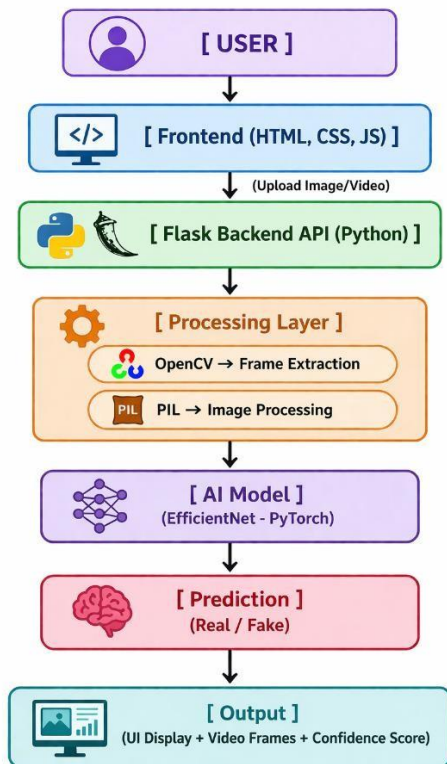 [ USER ]
</>
[ Frontend (HTML, CSS, JS) ]
(Upload Image/Video)
[ Flask Backend API (Python) ]
[ Processing Layer ]
OpenCV → Frame Extraction
PIL
PIL → Image Processing
[ AI Model ]
(EfficientNet - PyTorch)
[ Prediction ]
(Real / Fake)
[ Output ]
(UI Display + Video Frames + Confidence Score)